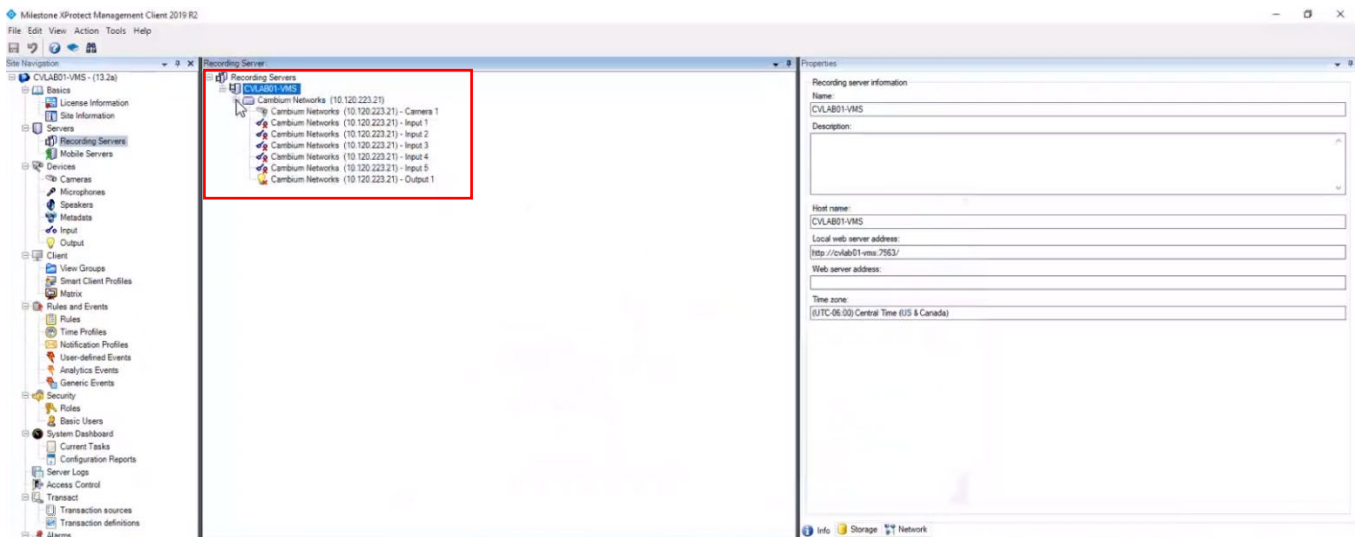 Milestone XProtect Management Client 2019 R2
File Edit View Action Tools Help
Site Navigation
CVLAB01-VMS - (13.2a)
Basics
License Information
Site Information
Servers
Recording Servers
Mobile Servers
Devices
Cameras
Microphones
Speakers
Metadata
Input
Output
Client
View Groups
Smart Client Profiles
Matrix
Rules and Events
Rules
Time Profiles
Notification Profiles
User-defined Events
Analytics Events
Generic Events
Security
Roles
Basic Users
System Dashboard
Current Tasks
Configuration Reports
Server Logs
Access Control
Transact
Transaction sources
Transaction definitions
Alarms
Recording Server
Recording Servers
CVLAB01-VMS
Cambium Networks (10.120.223.21)
Cambium Networks (10.120.223.21) - Camera 1
Cambium Networks (10.120.223.21) - Input 1
Cambium Networks (10.120.223.21) - Input 2
Cambium Networks (10.120.223.21) - Input 3
Cambium Networks (10.120.223.21) - Input 4
Cambium Networks (10.120.223.21) - Input 5
Cambium Networks (10.120.223.21) - Output 1
Properties
Recording server information
Name:
CVLAB01-VMS
Description:
Host name:
CVLAB01-VMS
Local web server address:
http://cvlab01-vms:7563/
Web server address:
Time zone:
(UTC-06:00) Central Time (US & Canada)
Info Storage Network